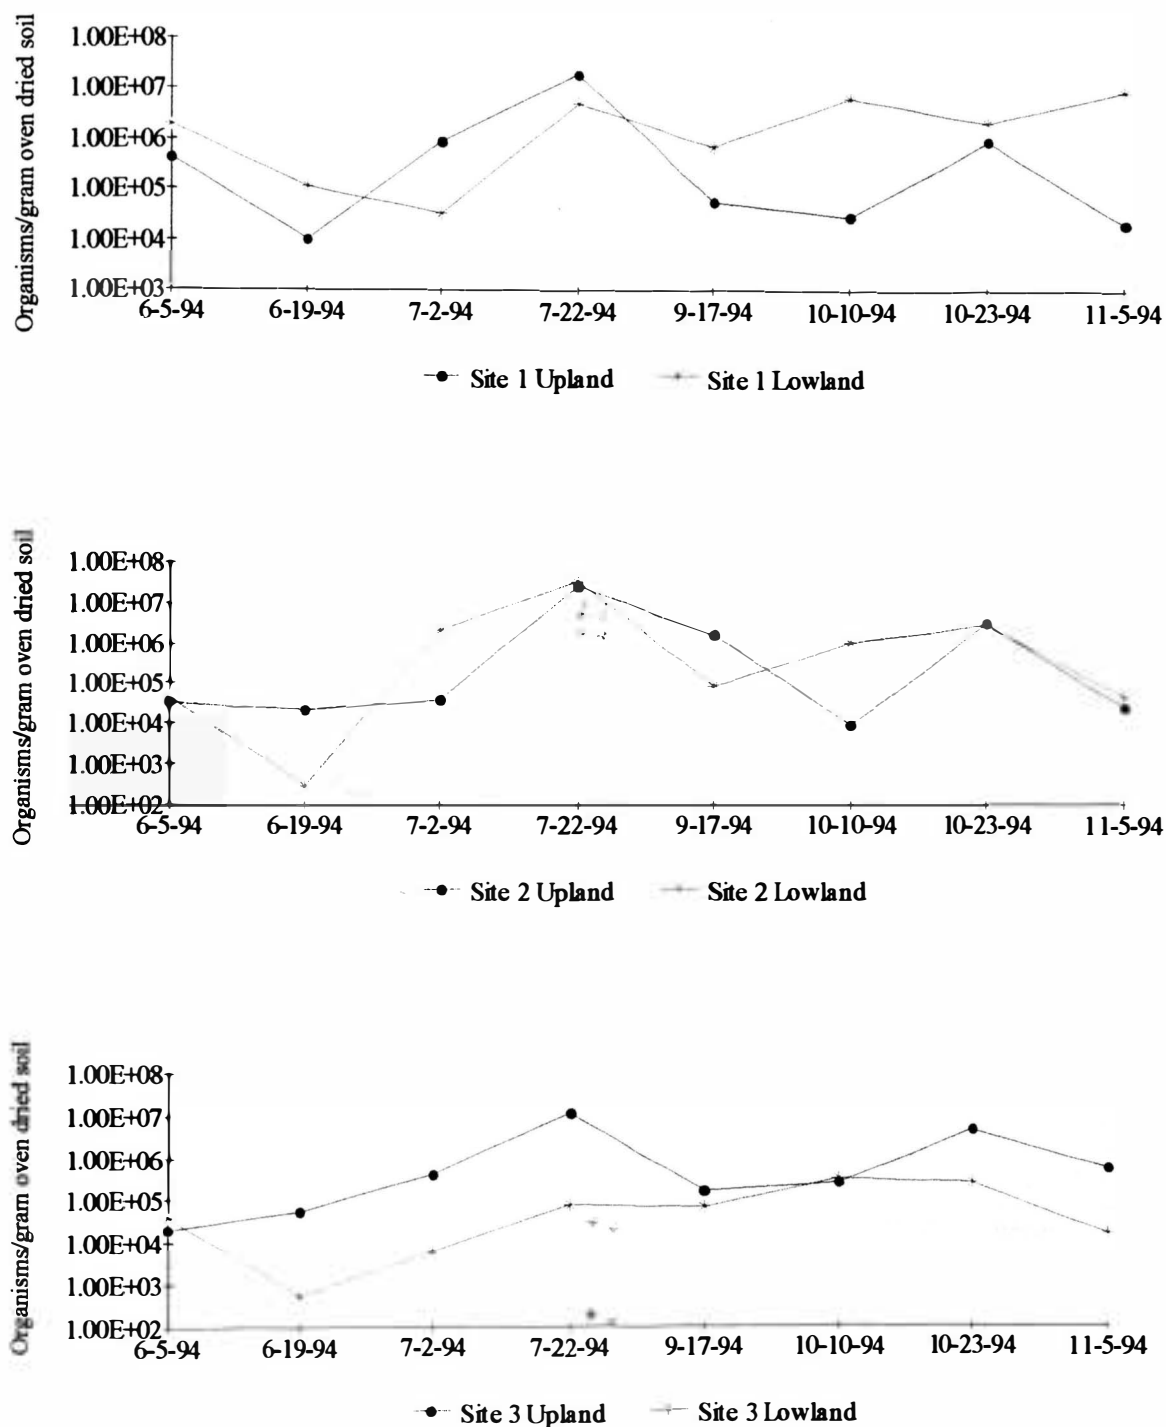 Organisms/gram oven dried soil
1.00E+08
1.00E+07
1.00E+06
1.00E+05
1.00E+04
1.00E+03
6-5-94 6-19-94 7-2-94 7-22-94 9-17-94 10-10-94 10-23-94 11-5-94
Site 1 Upland Site 1 Lowland
Organisms/gram oven dried soil
1.00E+08
1.00E+07
1.00E+06
1.00E+05
1.00E+04
1.00E+03
1.00E+02
6-5-94 6-19-94 7-2-94 7-22-94 9-17-94 10-10-94 10-23-94 11-5-94
Site 2 Upland Site 2 Lowland
Organisms/gram oven dried soil
1.00E+08
1.00E+07
1.00E+06
1.00E+05
1.00E+04
1.00E+03
1.00E+02
6-5-94 6-19-94 7-2-94 7-22-94 9-17-94 10-10-94 10-23-94 11-5-94
Site 3 Upland Site 3 Lowland